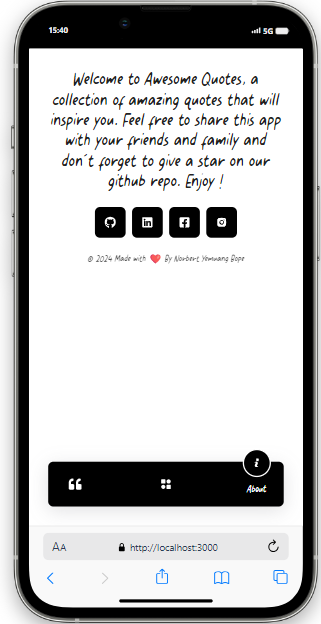 15:40
5G
Welcome to Awesome Quotes, a
collection of amazing quotes that will
inspire you. Feel free to share this app
with your friends and family and
don't forget to give a star on our
github repo. Enjoy !
© 2024 Made with ❤ By Norbert Yemuang Bope
About
AA
http://localhost:3000